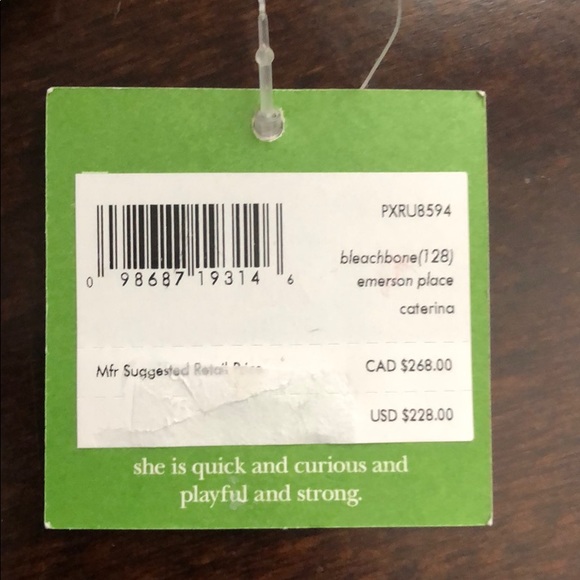 PXRU8594
0 98687 19314 6
bleachbone(128)
emerson place
caterina
Mfr Suggested Retail Price
CAD $268.00
USD $228.00
she is quick and curious and
playful and strong.